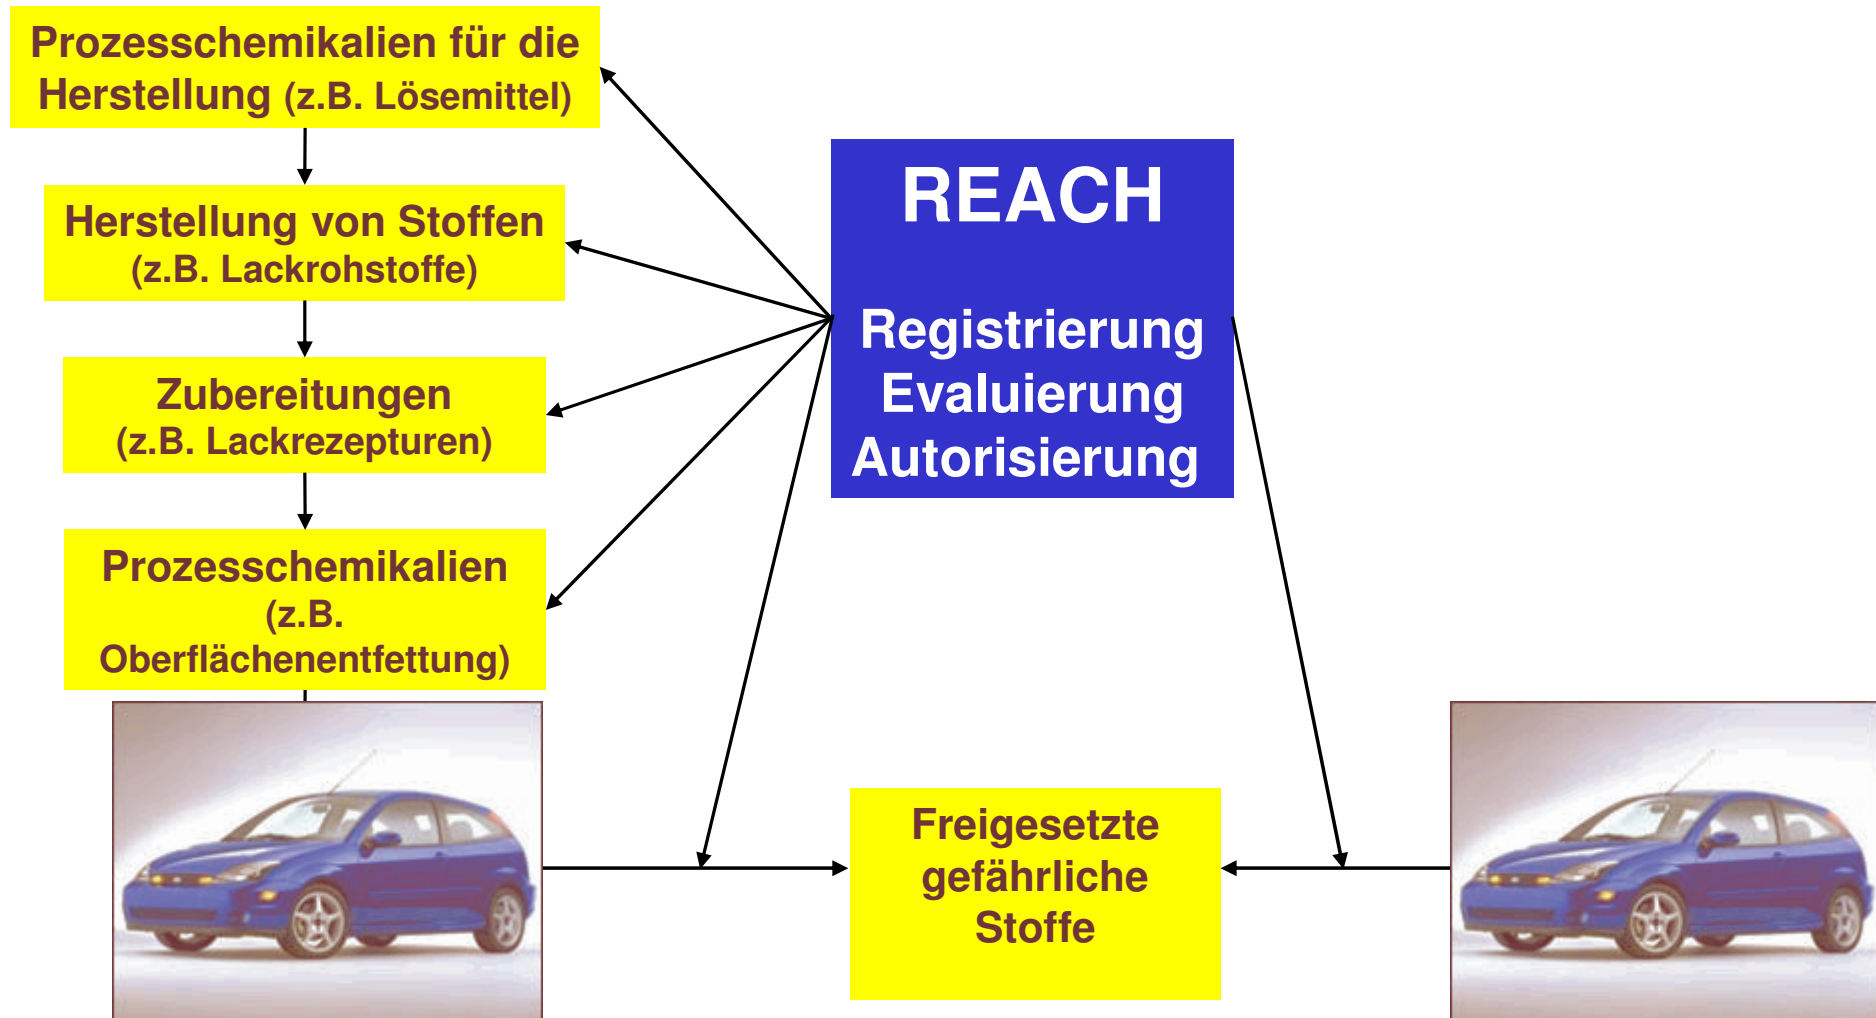 Prozesschemikalien für die
Herstellung (z.B. Lösemittel)
Herstellung von Stoffen
(z.B. Lackrohstoffe)
Zubereitungen
(z.B. Lackrezepturen)
Prozesschemikalien
(z.B.
Oberflächenentfettung)
REACH
Registrierung
Evaluierung
Autorisierung
Freigesetzte
gefährliche
Stoffe